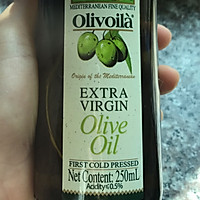 MEDITERRANEAN FINE QUALITY
Olivoilà
Origin of the Mediterranean
EXTRA
VIRGIN
Olive
Oil
FIRST COLD PRESSED
Net Content: 250mL
Acidity≤0.5%